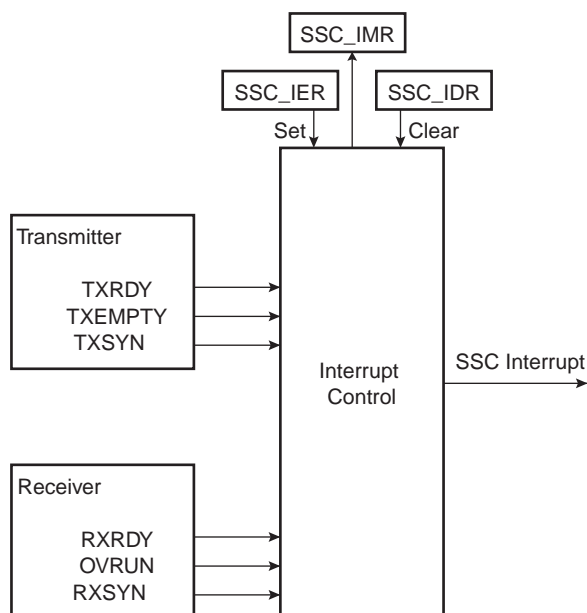 SSC_IMR
SSC_IER
SSC_IDR
Set
Clear
Transmitter
TXRDY
TXEMPTY
TXSYN
Interrupt
Control
SSC Interrupt
Receiver
RXRDY
OVRUN
RXSYN